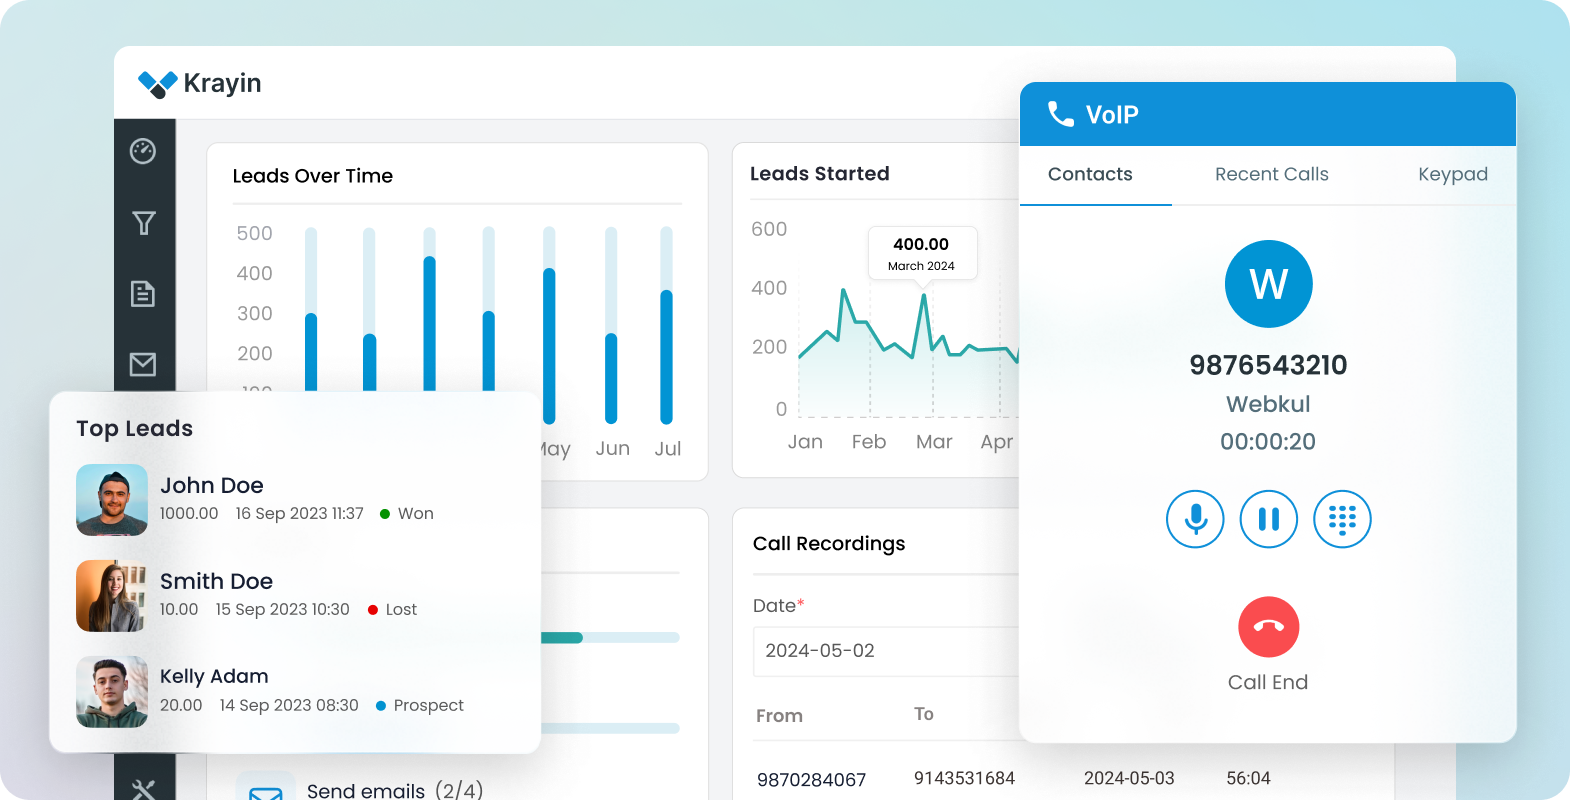 Krayin
VoIP
Contacts
Recent Calls
Keypad
Leads Over Time
500
400
300
200
100
May
Jun
Jul
Leads Started
600
400
200
0
400.00
March 2024
Jan
Feb
Mar
Apr
W
9876543210
Webkul
00:00:20
Call End
Top Leads
John Doe
1000.00 16 Sep 2023 11:37 Won
Smith Doe
10.00 15 Sep 2023 10:30 Lost
Kelly Adam
20.00 14 Sep 2023 08:30 Prospect
Send emails (2/4)
Call Recordings
Date*
2024-05-02
From To
9870284067 9143531684 2024-05-03 56:04